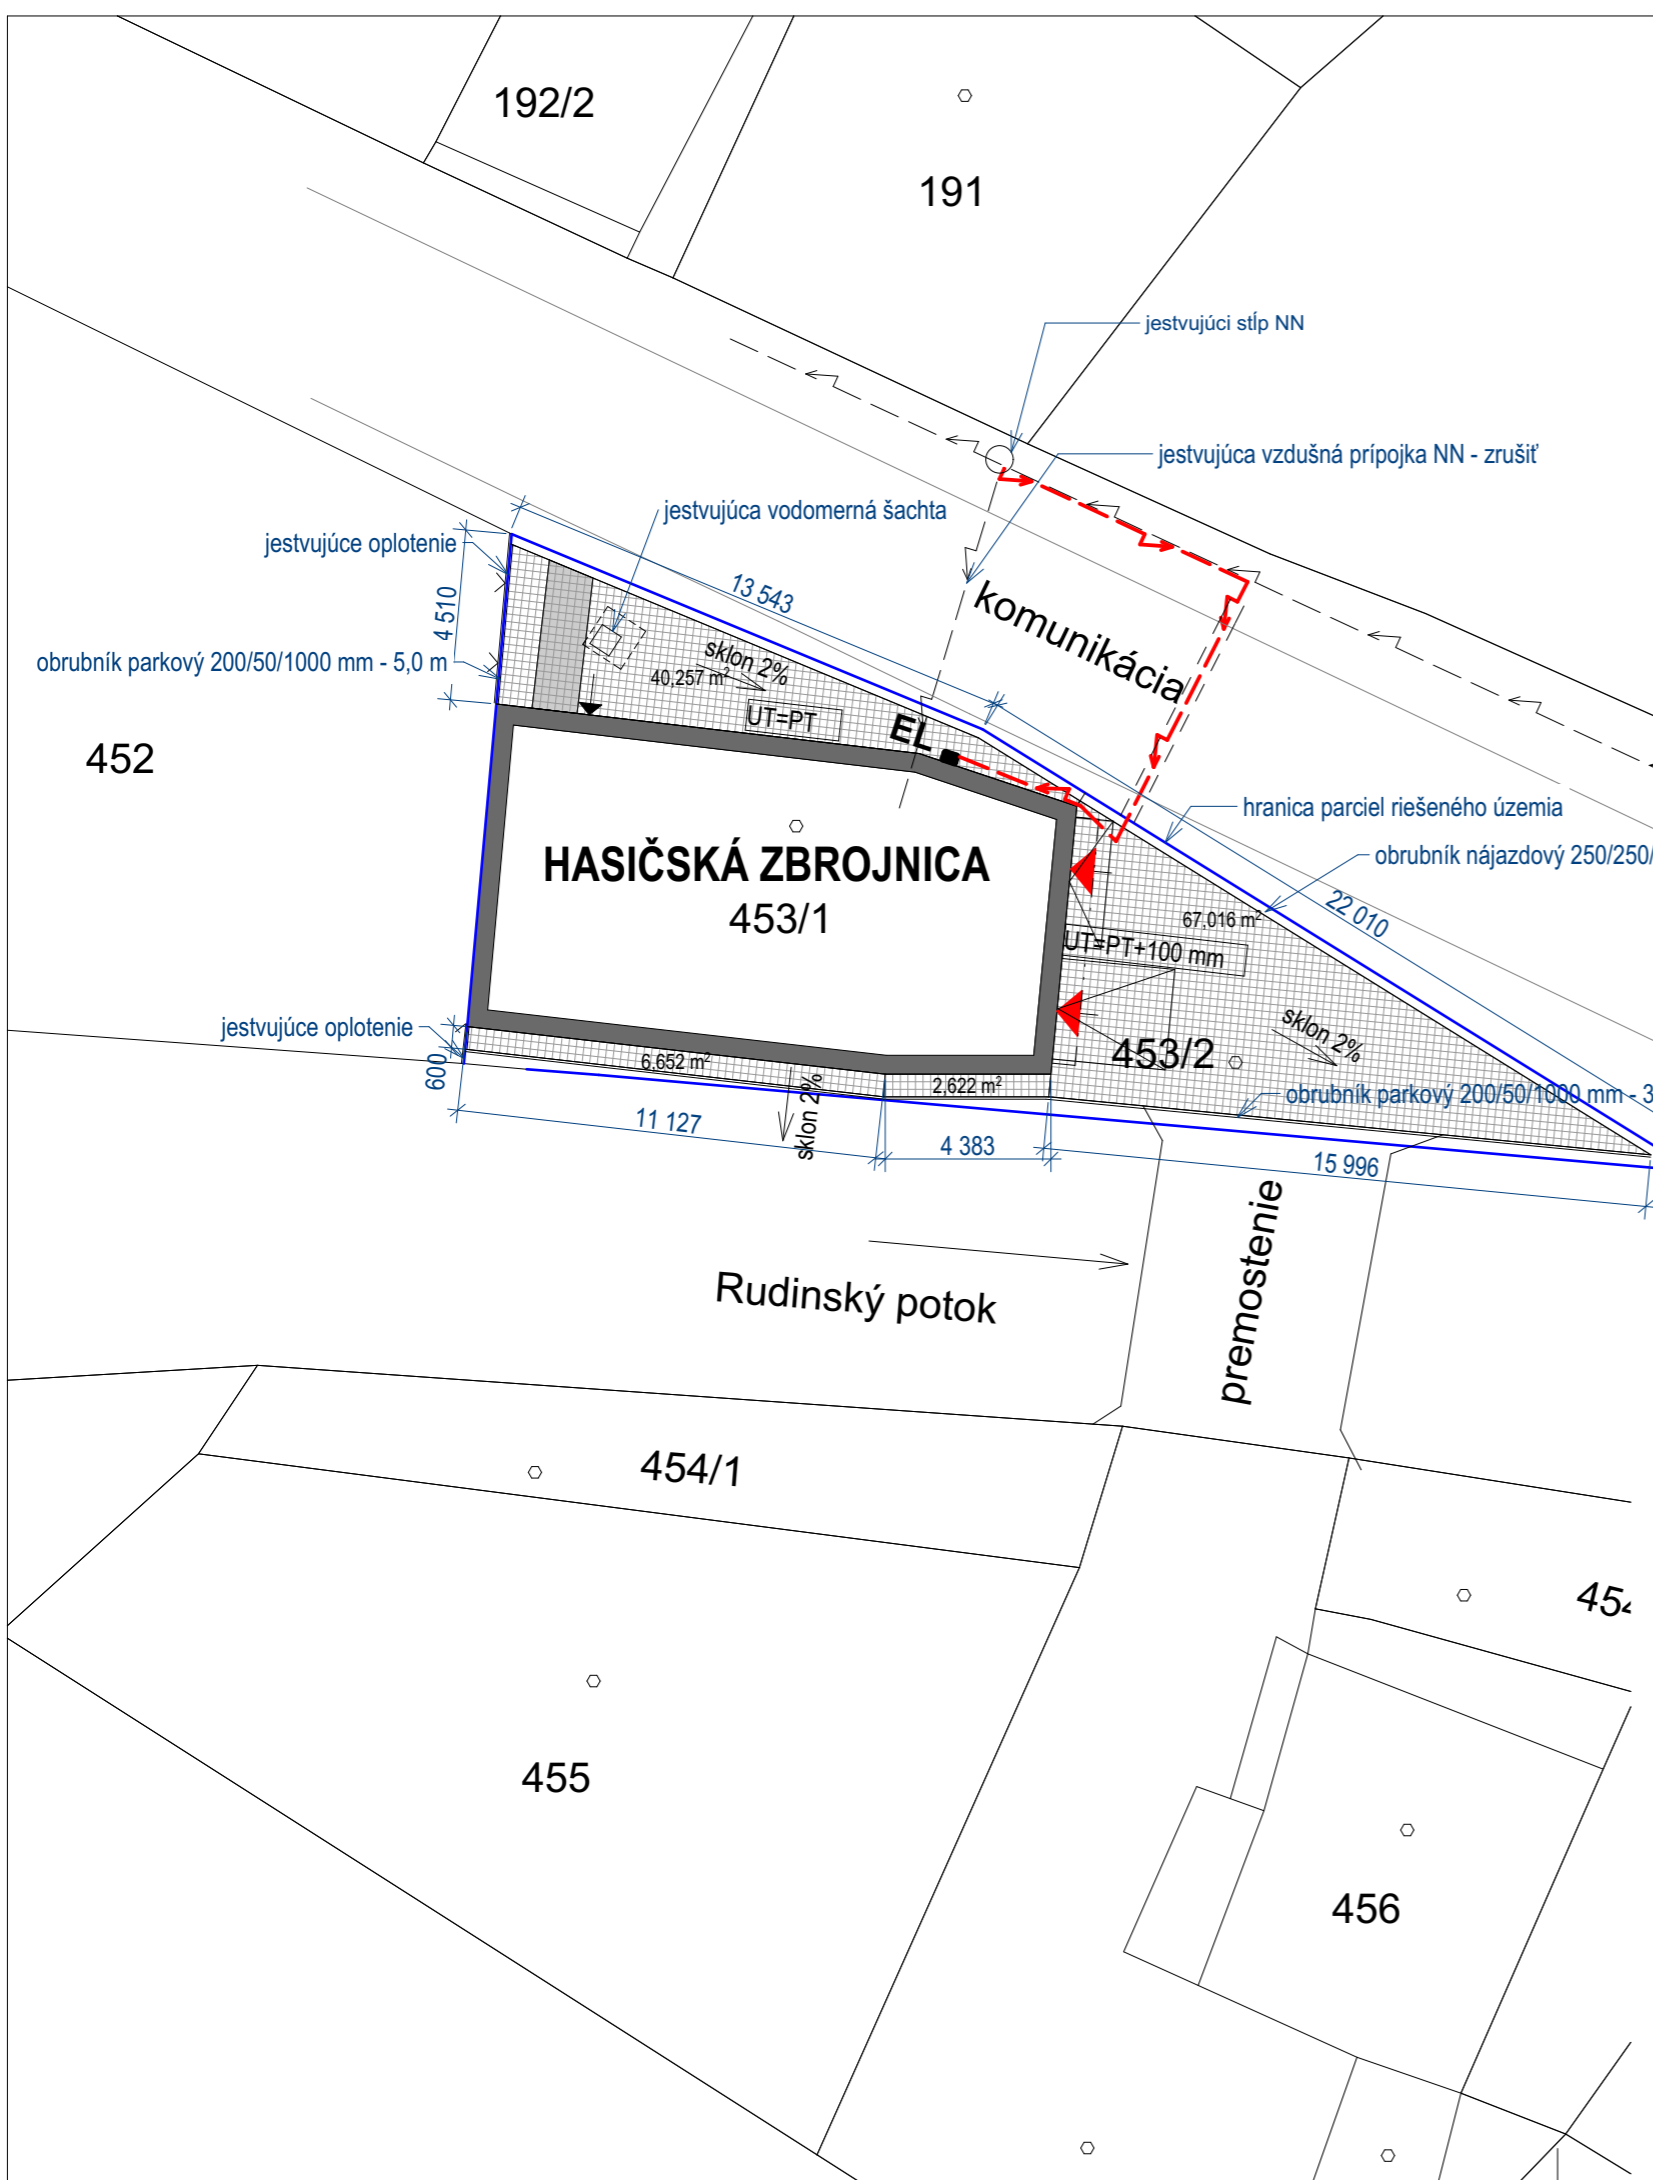 192/2
191
jestvujúci stĺp NN
jestvujúca vzdušná prípojka NN - zrušiť
jestvujúca vodomerná šachta
jestvujúce oplotenie
13 543
komunikácia
4 510
obrubník parkový 200/50/1000 mm - 5,0 m
sklon 2%
40,257 m²
UT=PT
EL
452
hranica parciel riešeného územia
obrubník nájazdový 250/250/
HASIČSKÁ ZBROJNICA
453/1
22 010
67,016 m²
UT=PT+100 mm
jestvujúce oplotenie
sklon 2%
453/2
600
6,652 m²
2,622 m²
obrubník parkový 200/50/1000 mm - 3
sklon 2%
11 127
4 383
15 996
premostenie
Rudinský potok
454/1
454
455
456